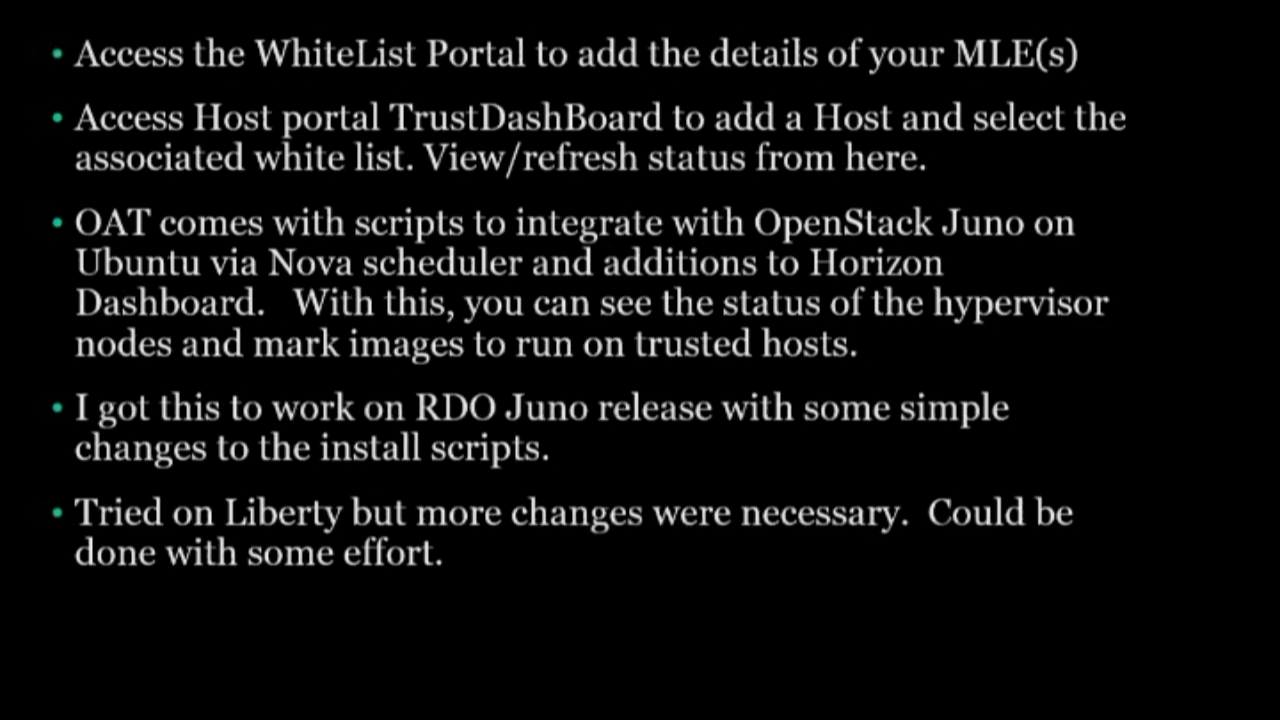 • Access the WhiteList Portal to add the details of your MLE(s)
• Access Host portal TrustDashBoard to add a Host and select the
associated white list. View/refresh status from here.
• OAT comes with scripts to integrate with OpenStack Juno on
Ubuntu via Nova scheduler and additions to Horizon
Dashboard.   With this, you can see the status of the hypervisor
nodes and mark images to run on trusted hosts.
• I got this to work on RDO Juno release with some simple
changes to the install scripts.
• Tried on Liberty but more changes were necessary.  Could be
done with some effort.